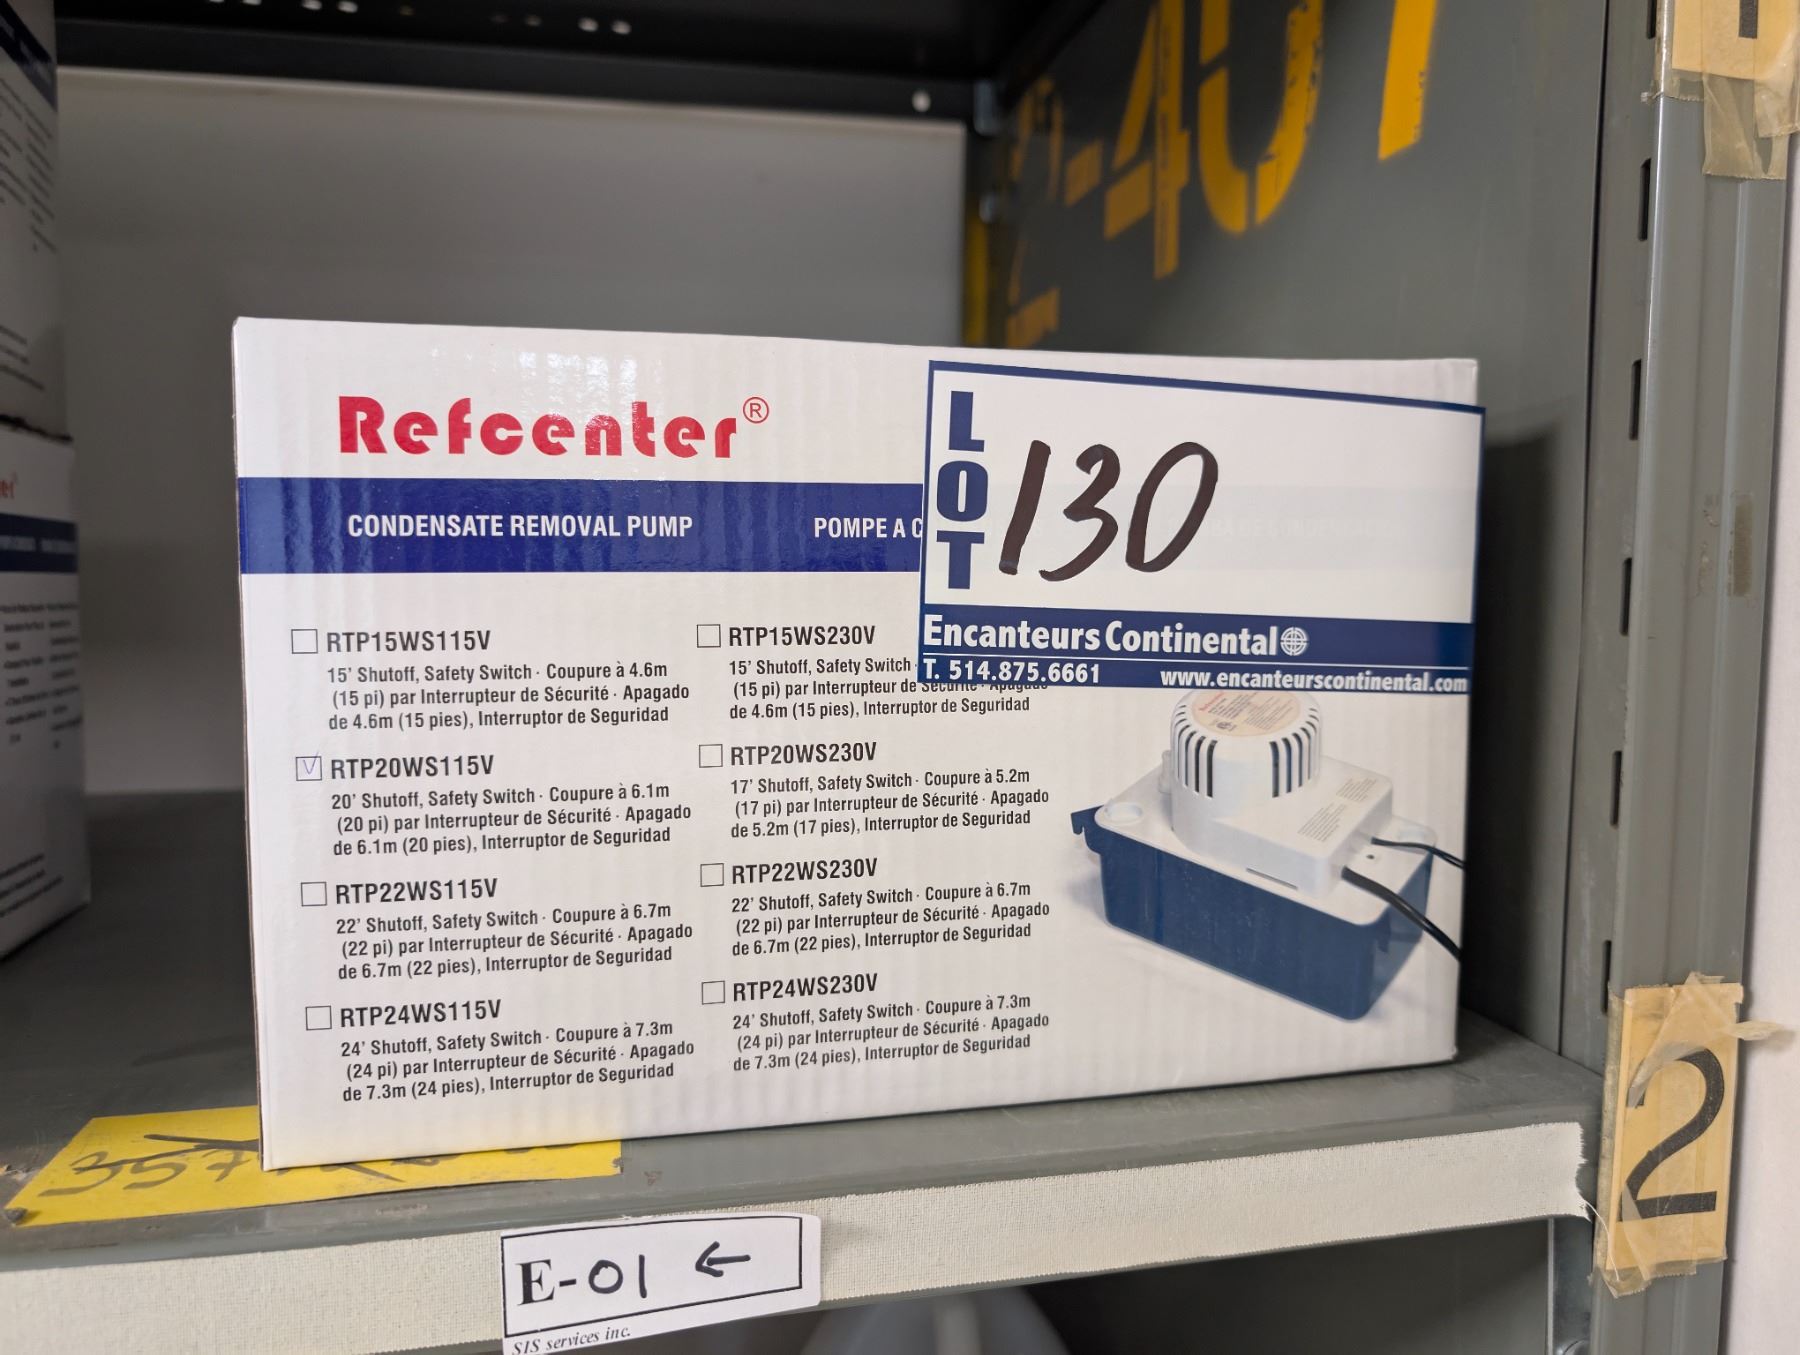 2-407
Refcenter®
CONDENSATE REMOVAL PUMP
POMPE A C
LOT 130
Encanteurs Continental
T. 514.875.6661 www.encanteurscontinental.com
RTP15WS115V
15' Shutoff, Safety Switch · Coupure à 4.6m
(15 pi) par Interrupteur de Sécurité · Apagado
de 4.6m (15 pies), Interruptor de Seguridad
V RTP20WS115V
20' Shutoff, Safety Switch · Coupure à 6.1m
(20 pi) par Interrupteur de Sécurité · Apagado
de 6.1m (20 pies), Interruptor de Seguridad
RTP22WS115V
22' Shutoff, Safety Switch · Coupure à 6.7m
(22 pi) par Interrupteur de Sécurité · Apagado
de 6.7m (22 pies), Interruptor de Seguridad
RTP24WS115V
24' Shutoff, Safety Switch · Coupure à 7.3m
(24 pi) par Interrupteur de Sécurité · Apagado
de 7.3m (24 pies), Interruptor de Seguridad
RTP15WS230V
15' Shutoff, Safety Switch ·
(15 pi) par Interrupteur de Sécurité · Apagado
de 4.6m (15 pies), Interruptor de Seguridad
RTP20WS230V
17' Shutoff, Safety Switch · Coupure à 5.2m
(17 pi) par Interrupteur de Sécurité · Apagado
de 5.2m (17 pies), Interruptor de Seguridad
RTP22WS230V
22' Shutoff, Safety Switch · Coupure à 6.7m
(22 pi) par Interrupteur de Sécurité · Apagado
de 6.7m (22 pies), Interruptor de Seguridad
RTP24WS230V
24' Shutoff, Safety Switch · Coupure à 7.3m
(24 pi) par Interrupteur de Sécurité · Apagado
de 7.3m (24 pies), Interruptor de Seguridad
Refcenter
357
E-01 ←
SIS services inc.
2